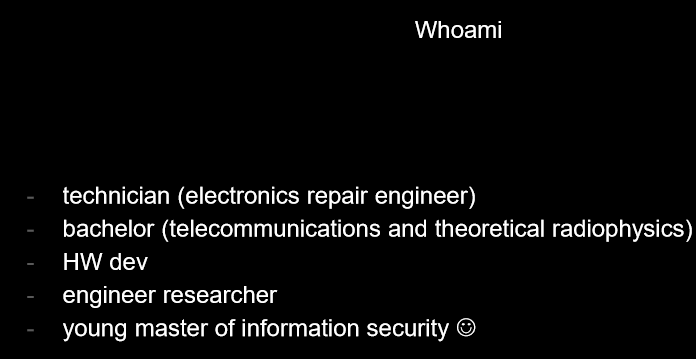 Whoami
- technician (electronics repair engineer)
- bachelor (telecommunications and theoretical radiophysics)
- HW dev
- engineer researcher
- young master of information security ☺